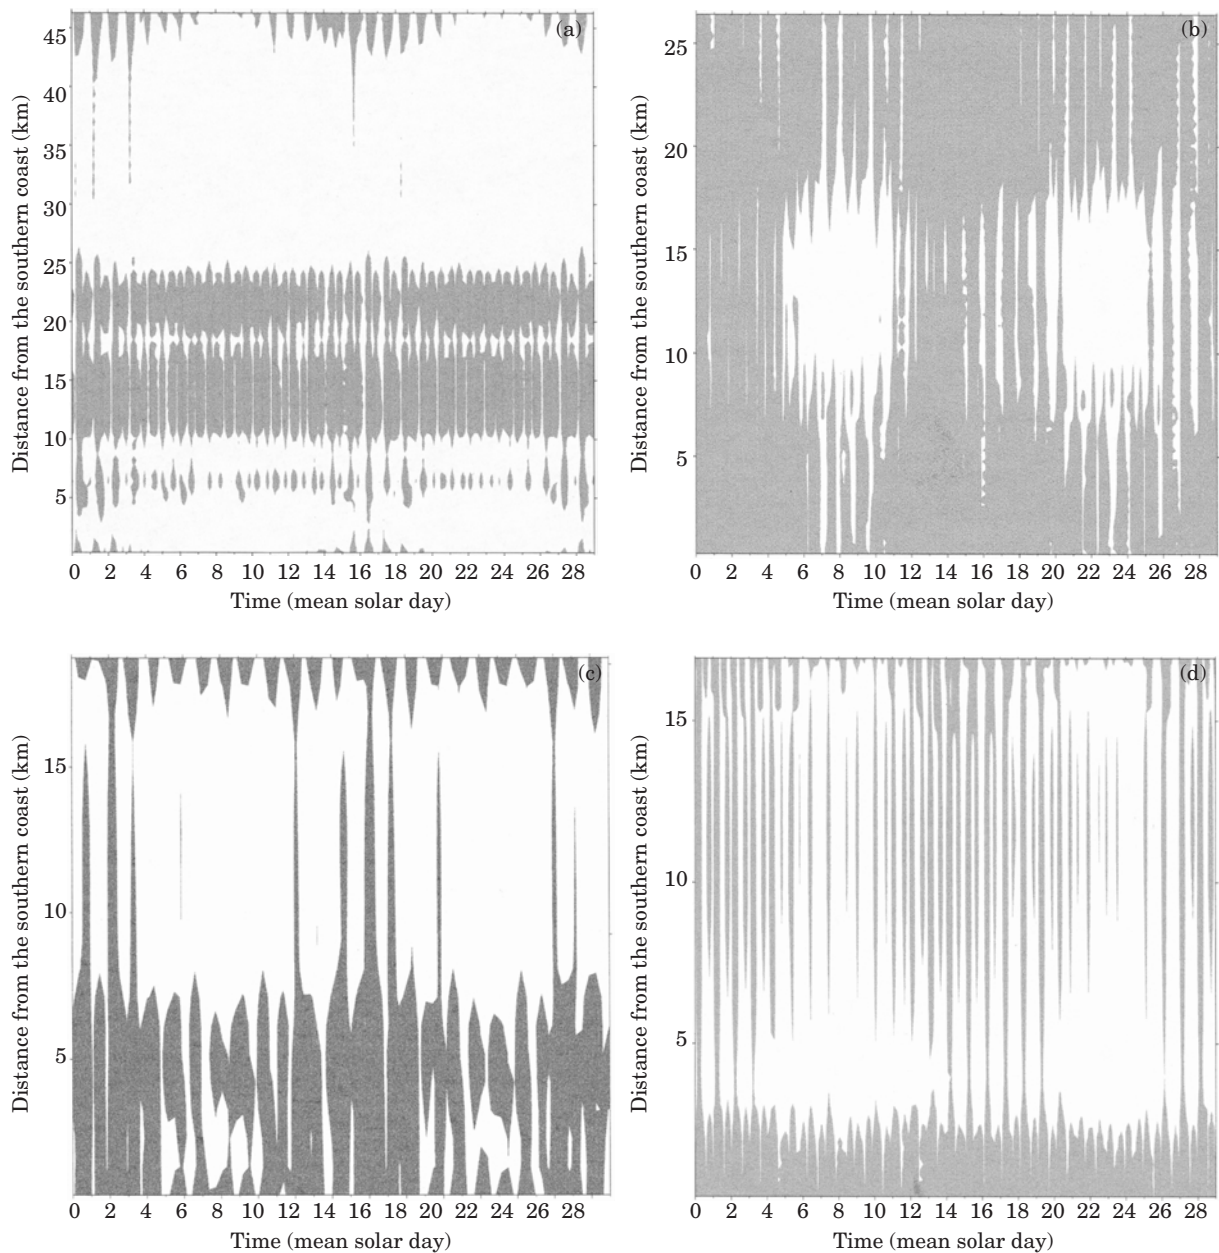 (a)
45
40
35
30
25
20
15
10
5
Distance from the southern coast (km)
0 2 4 6 8 10 12 14 16 18 20 22 24 26 28
Time (mean solar day)
(b)
25
20
15
10
5
Distance from the southern coast (km)
0 2 4 6 8 10 12 14 16 18 20 22 24 26 28
Time (mean solar day)
(c)
15
10
5
Distance from the southern coast (km)
0 2 4 6 8 10 12 14 16 18 20 22 24 26 28
Time (mean solar day)
(d)
15
10
5
Distance from the southern coast (km)
0 2 4 6 8 10 12 14 16 18 20 22 24 26 28
Time (mean solar day)